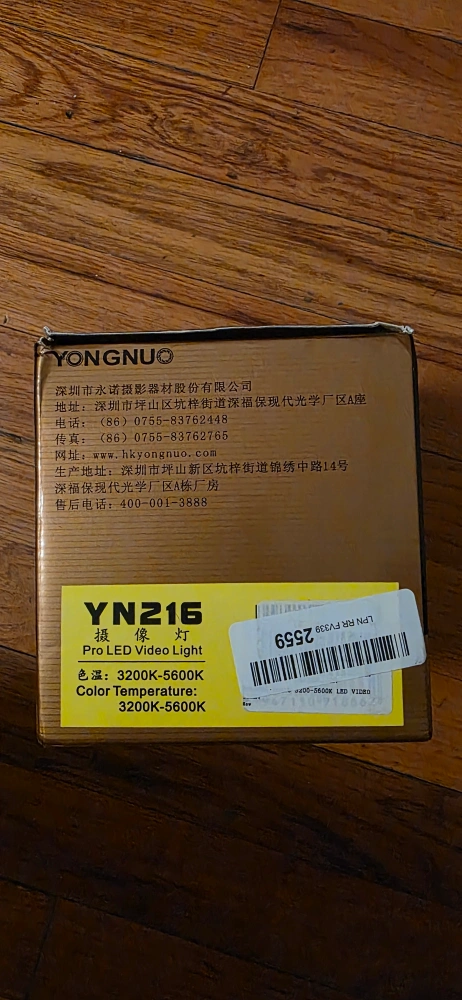 YONGNUO
深圳市永诺摄影器材股份有限公司
地址：深圳市坪山区坑梓街道深福保现代光学厂区A座
电话：（86）0755-83762448
传真：（86）0755-83762765
网址：www.hkyongnuo.com
生产地址：深圳市坪山新区坑梓街道锦绣中路14号
深福保现代光学厂区A栋厂房
售后电话：400-001-3888
YN216
摄像灯
Pro LED Video Light
色温：3200K-5600K
Color Temperature:
3200K-5600K
LPN RR FV339 2559
3200-5600K LED VIDEO